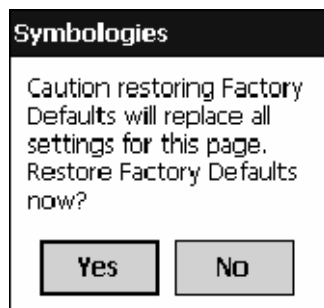 Symbologies
Caution restoring Factory
Defaults will replace all
settings for this page.
Restore Factory Defaults
now?
Yes No